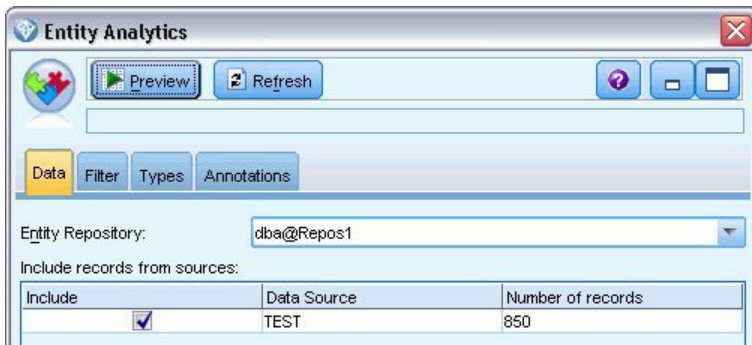 Entity Analytics
Preview Refresh
Data Filter Types Annotations
Entity Repository: dba@Repos1
Include records from sources:
Include Data Source Number of records
TEST 850